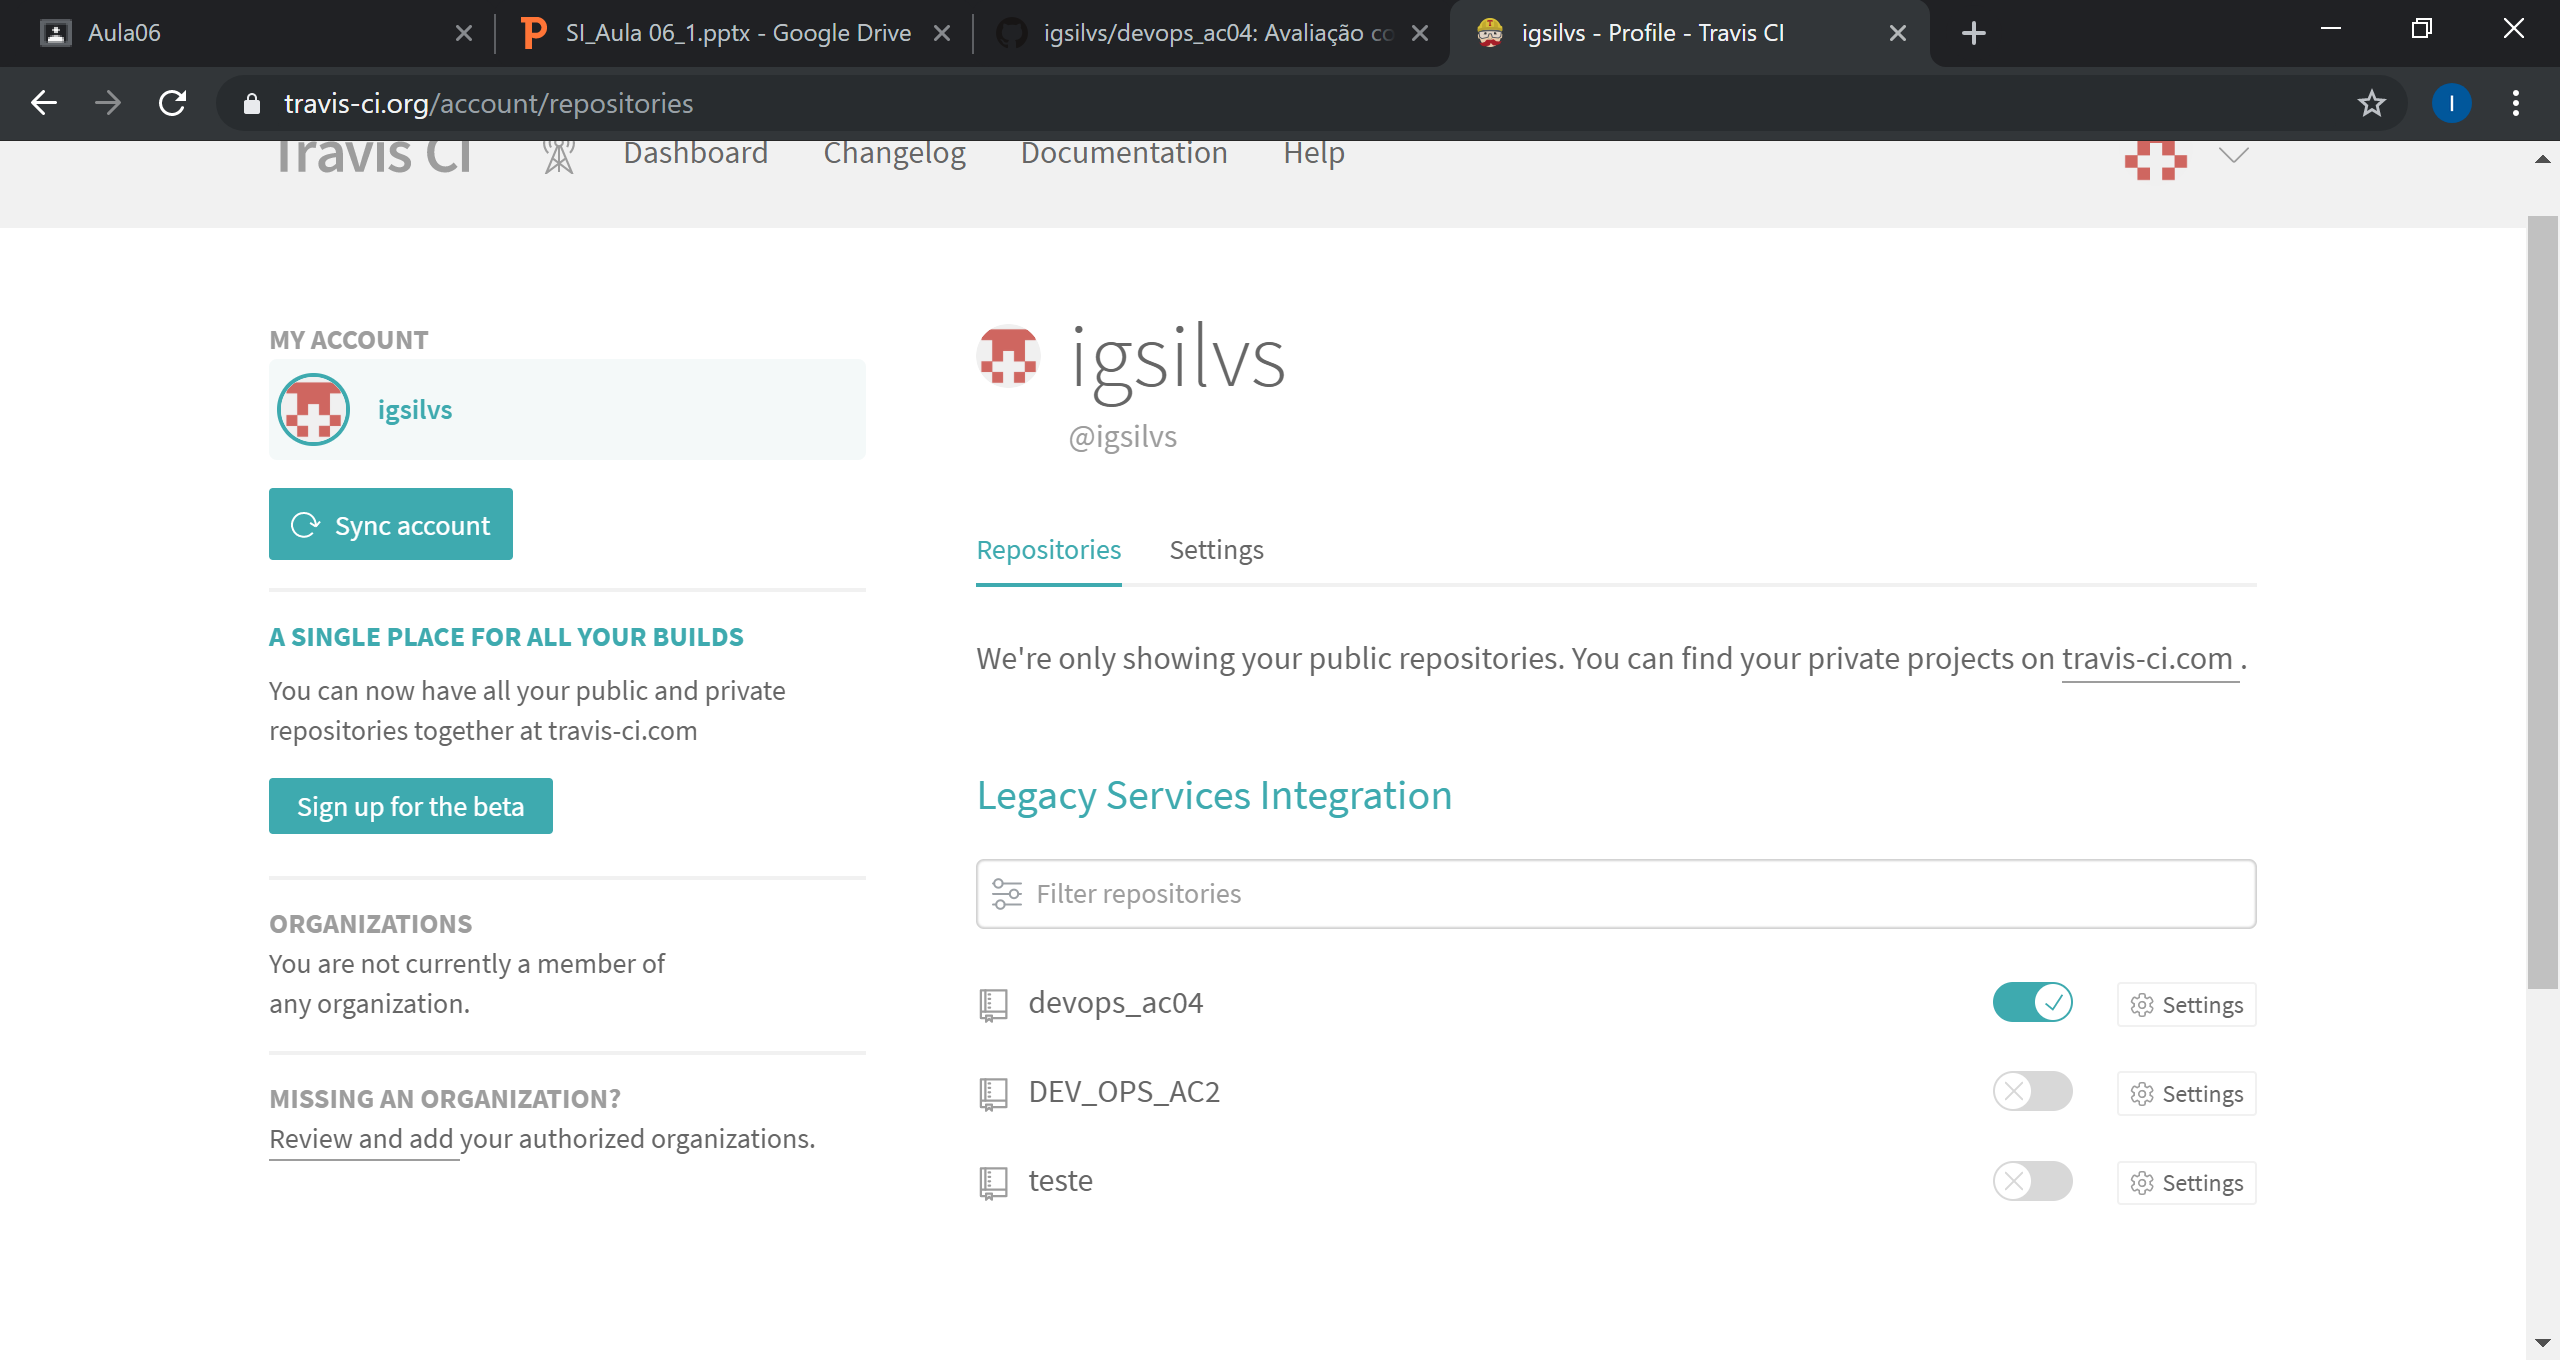 Aula06
SI_Aula 06_1.pptx - Google Drive
igsilvs/devops_ac04: Avaliação co
igsilvs - Profile - Travis CI
travis-ci.org/account/repositories
I
Travis CI
Dashboard
Changelog
Documentation
Help
MY ACCOUNT
igsilvs
Sync account
A SINGLE PLACE FOR ALL YOUR BUILDS
You can now have all your public and private
repositories together at travis-ci.com
Sign up for the beta
ORGANIZATIONS
You are not currently a member of
any organization.
MISSING AN ORGANIZATION?
Review and add your authorized organizations.
igsilvs
@igsilvs
Repositories
Settings
We're only showing your public repositories. You can find your private projects on travis-ci.com .
Legacy Services Integration
Filter repositories
devops_ac04
Settings
DEV_OPS_AC2
Settings
teste
Settings